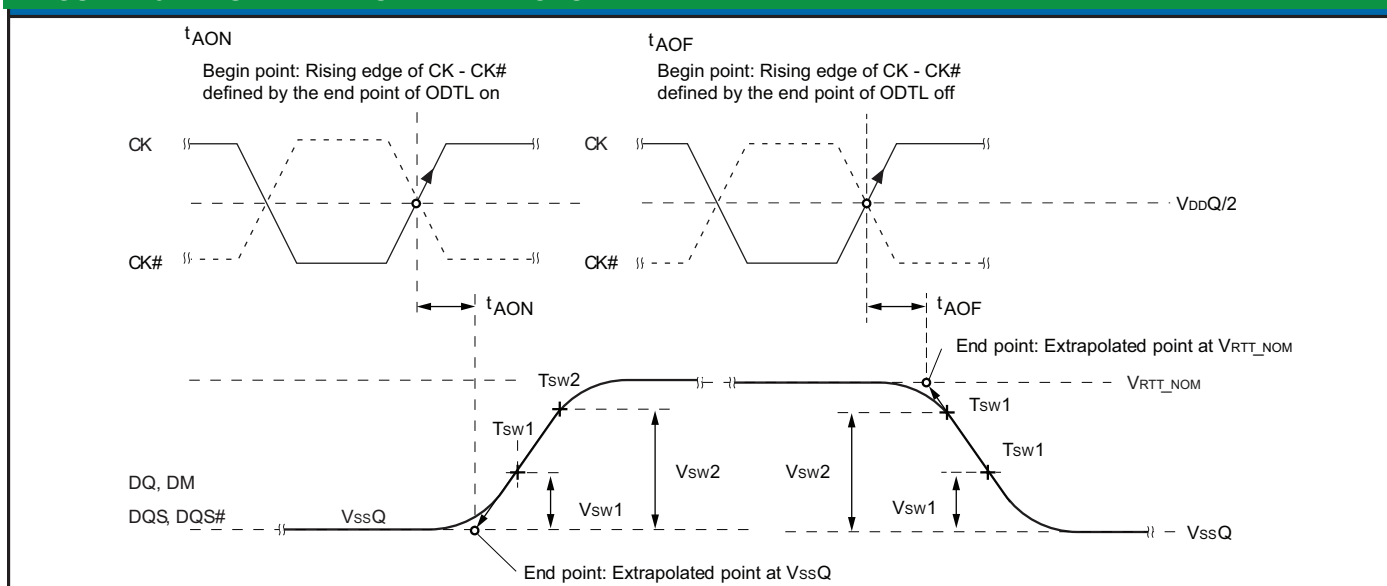 tAON
Begin point: Rising edge of CK - CK#
defined by the end point of ODTL on
tAOF
Begin point: Rising edge of CK - CK#
defined by the end point of ODTL off
CK
CK
VDDQ/2
CK#
CK#
tAON
tAOF
End point: Extrapolated point at VRTT_NOM
TSW2
VRTT_NOM
TSW1
TSW1
TSW1
VSW2
VSW2
DQ, DM
VSW1
VSW1
DQS, DQS#
VSSQ
VSSQ
End point: Extrapolated point at VSSQ